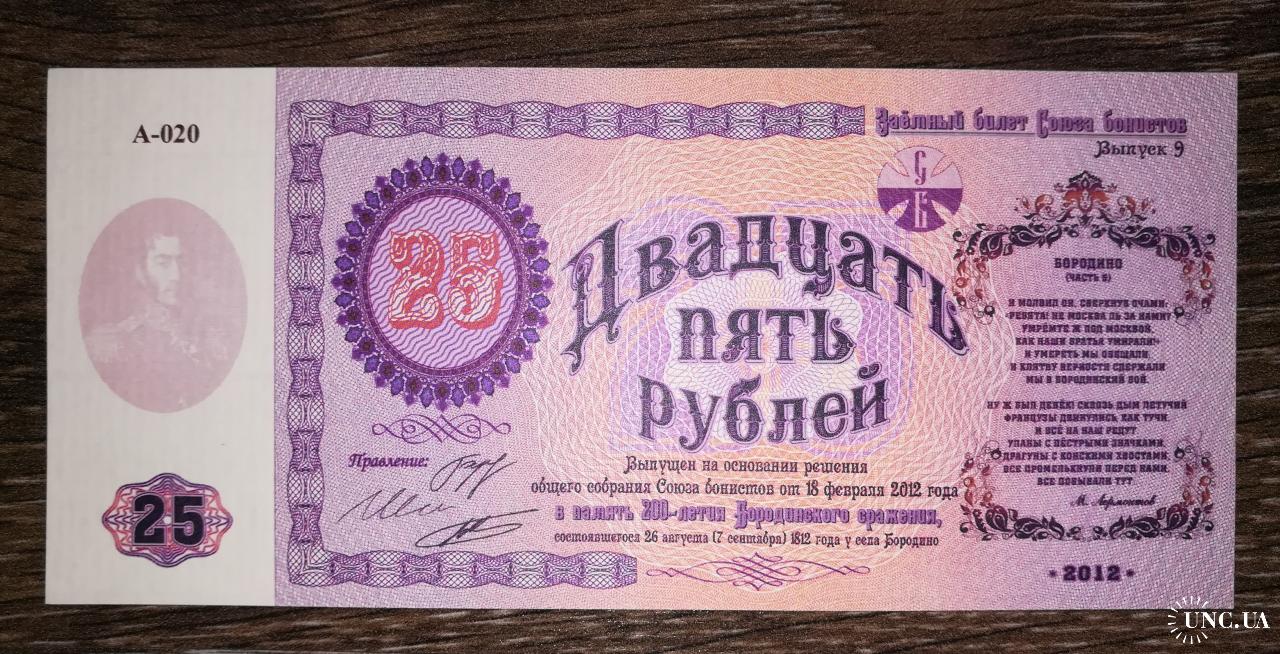 А-020
25
Заёмный билет Союза бонистов
Выпуск 9
С
Б
25
Двадцать
пять
рублей
Правление:
Выпущен на основании решения
общего собрания Союза бонистов от 18 февраля 2012 года
в память 200-летия Бородинского сражения,
состоявшегося 26 августа (7 сентября) 1812 года у села Бородино
БОРОДИНО
(ЧАСТЬ 6)
И МОЛВИЛ ОН, СВЕРКНУВ ОЧАМИ:
«РЕБЯТА! НЕ МОСКВА ЛЬ ЗА НАМИ?
УМРЁМТЕ Ж ПОД МОСКВОЙ,
КАК НАШИ БРАТЬЯ УМИРАЛИ!»
И УМЕРЕТЬ МЫ ОБЕЩАЛИ,
И КЛЯТВУ ВЕРНОСТИ СДЕРЖАЛИ
МЫ В БОРОДИНСКИЙ БОЙ.
НУ Ж БЫЛ ДЕНЁК! СКВОЗЬ ДЫМ ЛЕТУЧИЙ
ФРАНЦУЗЫ ДВИНУЛИСЬ, КАК ТУЧИ,
И ВСЁ НА НАШ РЕДУТ.
УЛАНЫ С ПЁСТРЫМИ ЗНАЧКАМИ,
ДРАГУНЫ С КОНСКИМИ ХВОСТАМИ,
ВСЕ ПРОМЕЛЬКНУЛИ ПЕРЕД НАМИ,
ВСЕ ПОБЫВАЛИ ТУТ.
М. Лермонтов
2012
UNC.UA